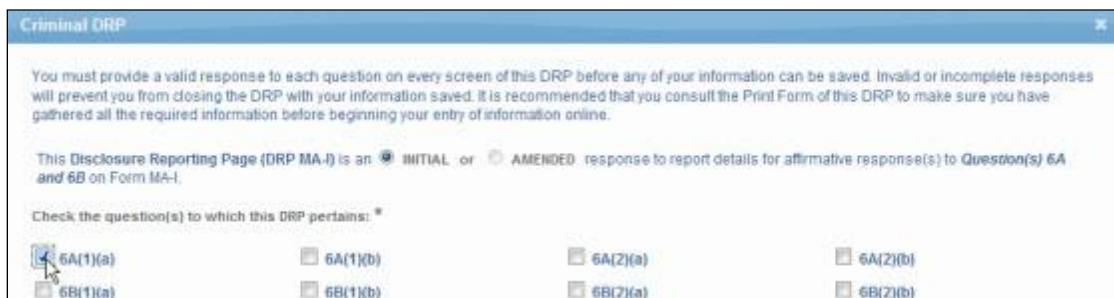 Criminal DRP
You must provide a valid response to each question on every screen of this DRP before any of your information can be saved. Invalid or incomplete responses
will prevent you from closing the DRP with your information saved. It is recommended that you consult the Print Form of this DRP to make sure you have
gathered all the required information before beginning your entry of information online.
This Disclosure Reporting Page (DRP MA-I) is an INITIAL or AMENDED response to report details for affirmative response(s) to Question(s) 6A
and 6B on Form MA-I.
Check the question(s) to which this DRP pertains: *
6A(1)(a) 6A(1)(b) 6A(2)(a) 6A(2)(b)
6B(1)(a) 6B(1)(b) 6B(2)(a) 6B(2)(b)